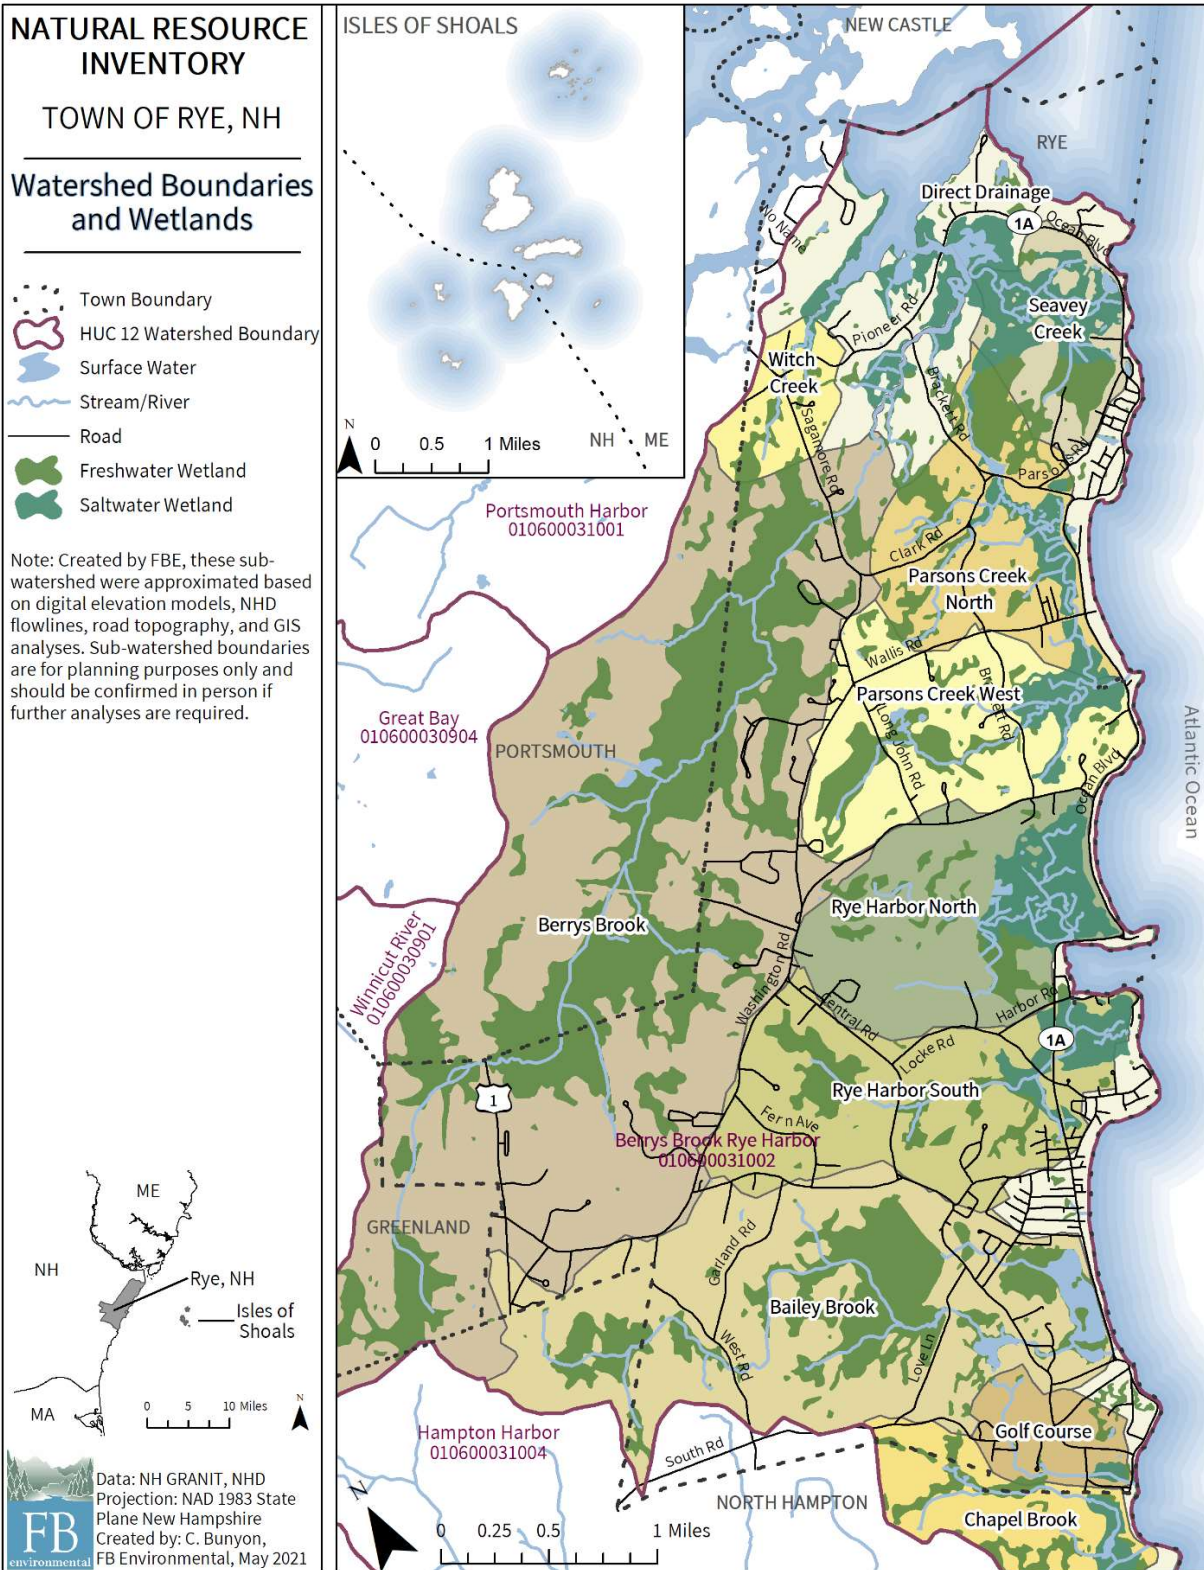 NATURAL RESOURCE
INVENTORY
TOWN OF RYE, NH
Watershed Boundaries
and Wetlands
Town Boundary
HUC 12 Watershed Boundary
Surface Water
Stream/River
Road
Freshwater Wetland
Saltwater Wetland
Note: Created by FBE, these sub-
watershed were approximated based
on digital elevation models, NHD
flowlines, road topography, and GIS
analyses. Sub-watershed boundaries
are for planning purposes only and
should be confirmed in person if
further analyses are required.
ME
NH
Rye, NH
Isles of
Shoals
MA
0 5 10 Miles
N
FB
environmental
Data: NH GRANIT, NHD
Projection: NAD 1983 State
Plane New Hampshire
Created by: C. Bunyon,
FB Environmental, May 2021
ISLES OF SHOALS
N
0 0.5 1 Miles
NH ME
NEW CASTLE
RYE
Direct Drainage
1A
Ocean Blvd
No Name
Seavey
Creek
Pioneer Rd
Witch
Creek
Brackett Rd
Sagamore Rd
Parsons Rd
Portsmouth Harbor
010600031001
Clark Rd
Parsons Creek
North
Wallis Rd
Parsons Creek West
Brackett Rd
Long John Rd
Great Bay
010600030904
PORTSMOUTH
Ocean Blvd
Atlantic Ocean
Rye Harbor North
Berrys Brook
Winnicut River
010600030901
Washington Rd
Central Rd
Harbor Rd
1A
Locke Rd
Rye Harbor South
1
Fern Ave
Berrys Brook Rye Harbor
010600031002
GREENLAND
Garland Rd
Bailey Brook
West Rd
Love Ln
Golf Course
Hampton Harbor
010600031004
South Rd
NORTH HAMPTON
Chapel Brook
N
0 0.25 0.5 1 Miles